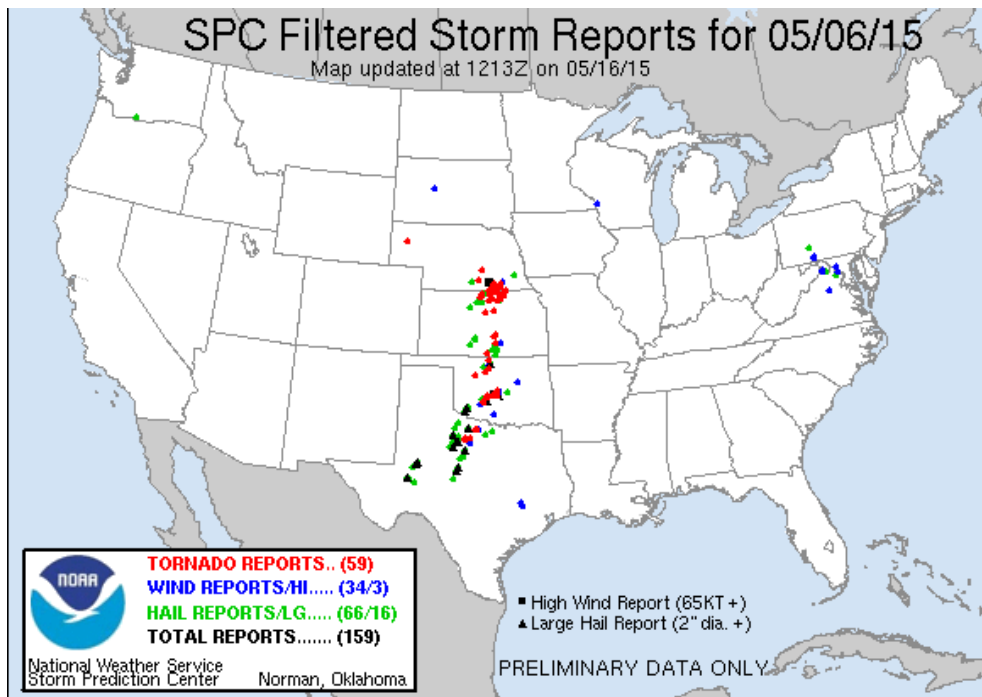 SPC Filtered Storm Reports for 05/06/15
Map updated at 1213Z on 05/16/15
NOAA
TORNADO REPORTS.. (59)
WIND REPORTS/HI..... (34/3)
HAIL REPORTS/LG..... (66/16)
TOTAL REPORTS....... (159)
National Weather Service
Storm Prediction Center Norman, Oklahoma
High Wind Report (65KT +)
Large Hail Report (2" dia. +)
PRELIMINARY DATA ONLY